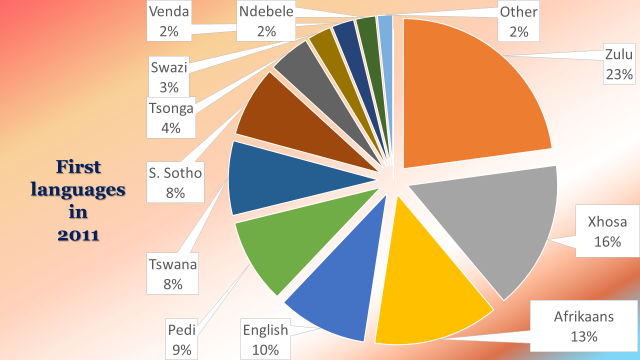 First
languages
in
2011
Zulu
23%
Xhosa
16%
Afrikaans
13%
English
10%
Pedi
9%
Tswana
8%
S. Sotho
8%
Tsonga
4%
Swazi
3%
Venda
2%
Ndebele
2%
Other
2%